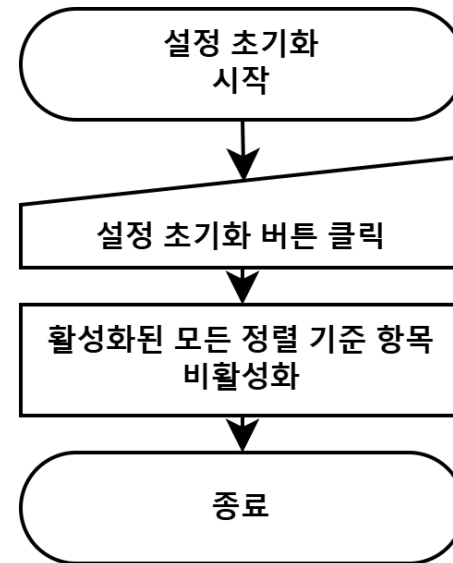 설정 초기화
시작
설정 초기화 버튼 클릭
활성화된 모든 정렬 기준 항목
비활성화
종료